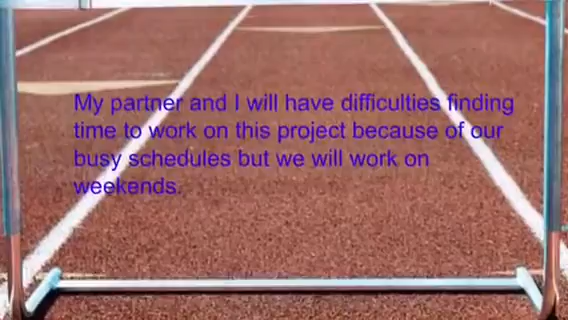 My partner and I will have difficulties finding
time to work on this project because of our
busy schedules but we will work on
weekends.